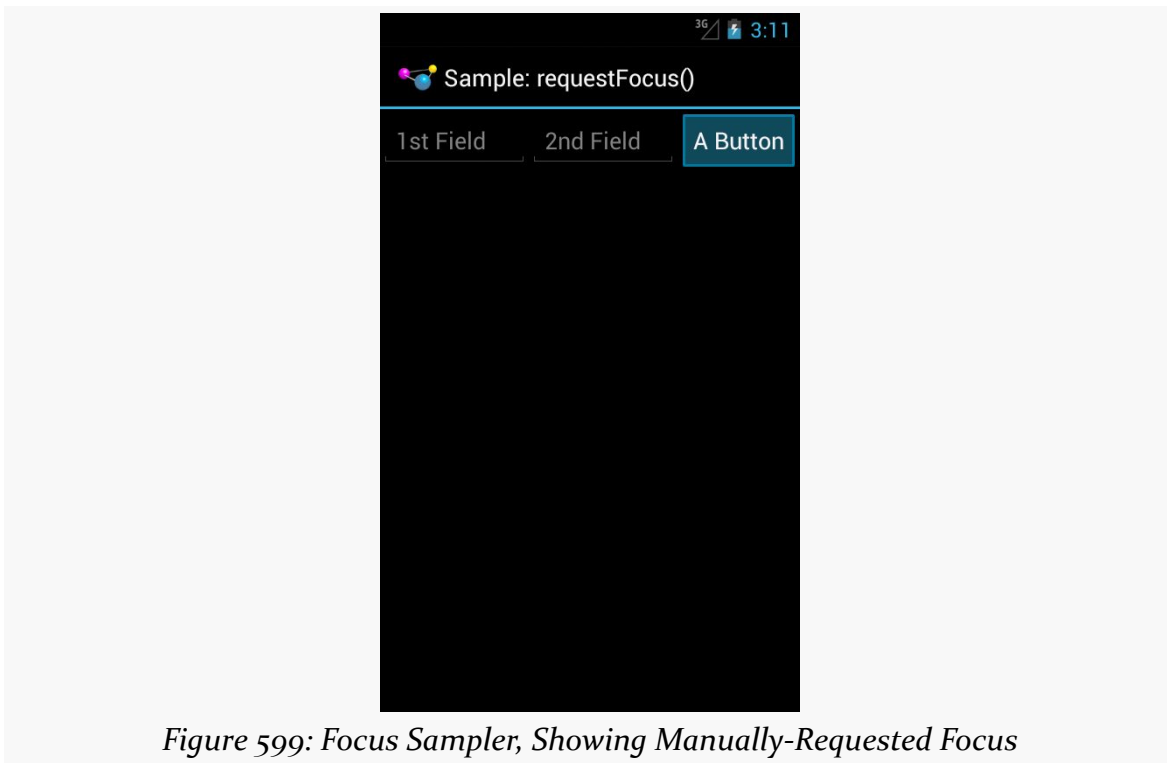 3G 3:11
Sample: requestFocus()
1st Field 2nd Field A Button
Figure 599: Focus Sampler, Showing Manually-Requested Focus